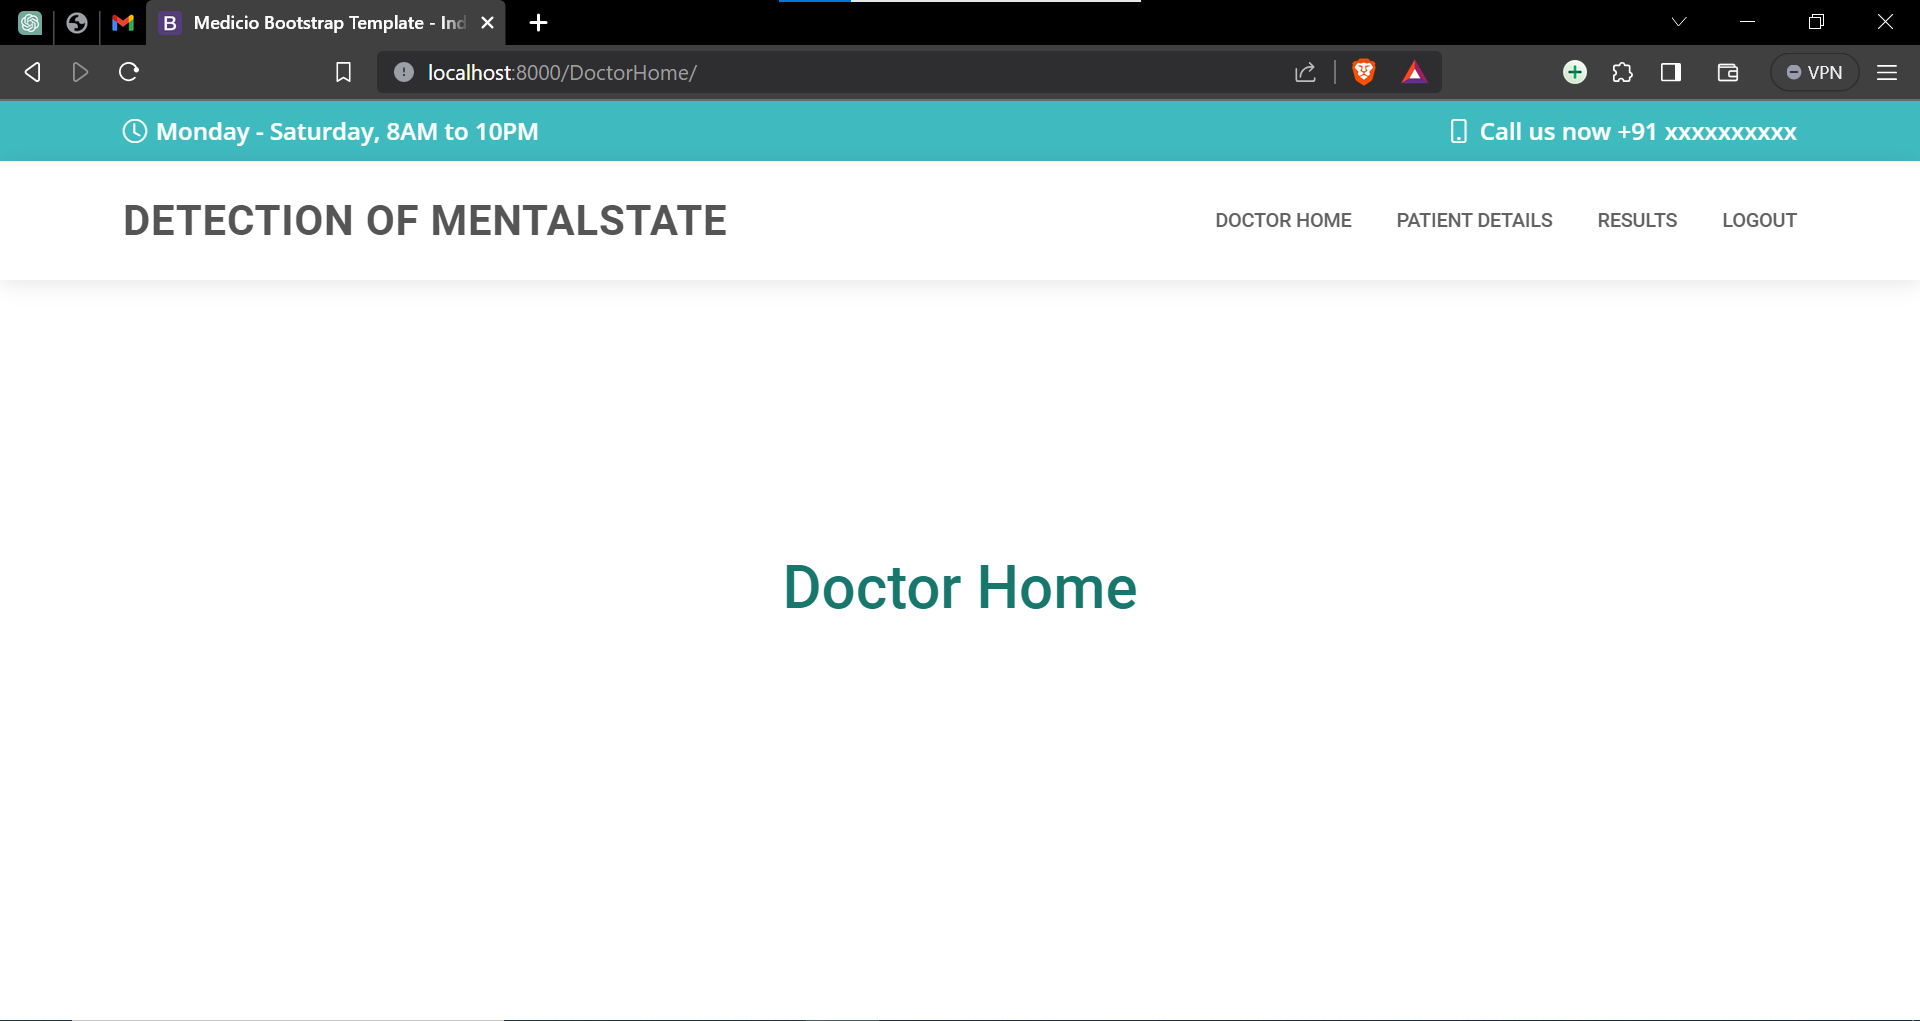 Medicio Bootstrap Template - Ind
localhost:8000/DoctorHome/
VPN
Monday - Saturday, 8AM to 10PM
Call us now +91 xxxxxxxxxx
DETECTION OF MENTALSTATE
DOCTOR HOME
PATIENT DETAILS
RESULTS
LOGOUT
Doctor Home